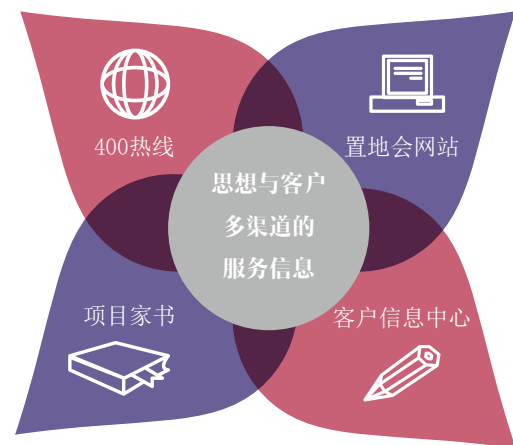 400热线
置地会网站
思想与客户
多渠道的
服务信息
项目家书
客户信息中心